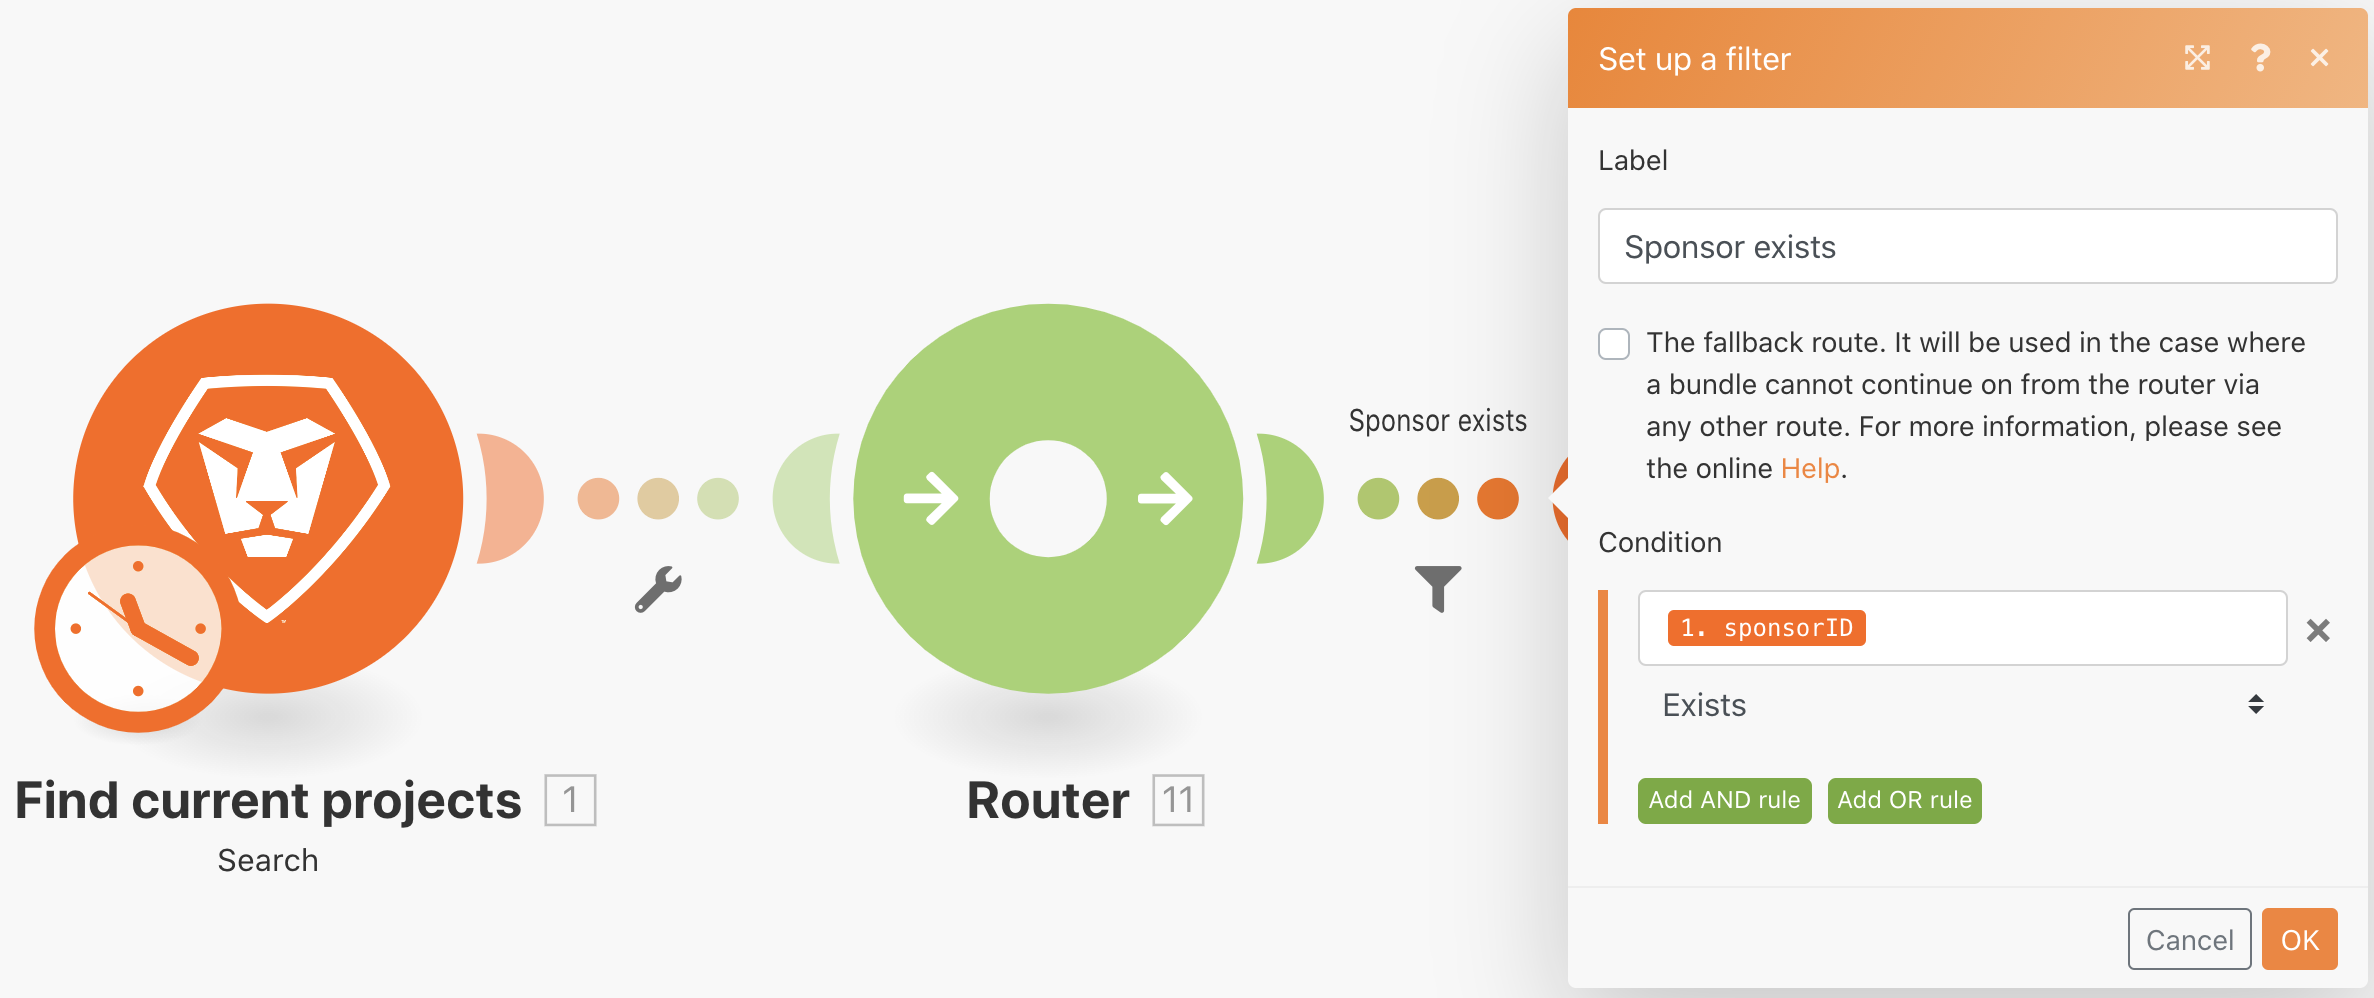 Find current projects 1
Search
Router 11
Sponsor exists
Set up a filter ?
Label
Sponsor exists
The fallback route. It will be used in the case where
a bundle cannot continue on from the router via
any other route. For more information, please see
the online Help.
Condition
1. sponsorID
Exists
Add AND rule Add OR rule
Cancel OK